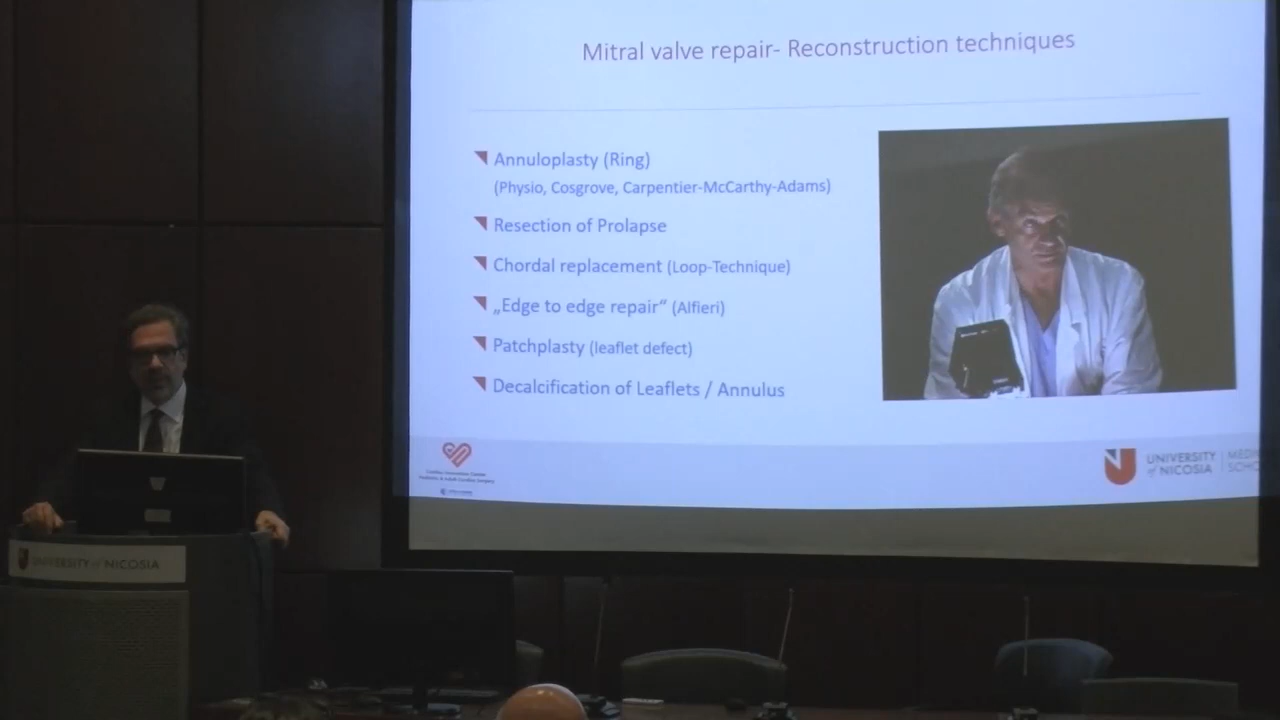 Mitral valve repair- Reconstruction techniques
Annuloplasty (Ring)
(Physio, Cosgrove, Carpentier-McCarthy-Adams)
Resection of Prolapse
Chordal replacement (Loop-Technique)
„Edge to edge repair“ (Alfieri)
Patchplasty (leaflet defect)
Decalcification of Leaflets / Annulus
UNIVERSITY
of NICOSIA
UNIVERSITY of NICOSIA